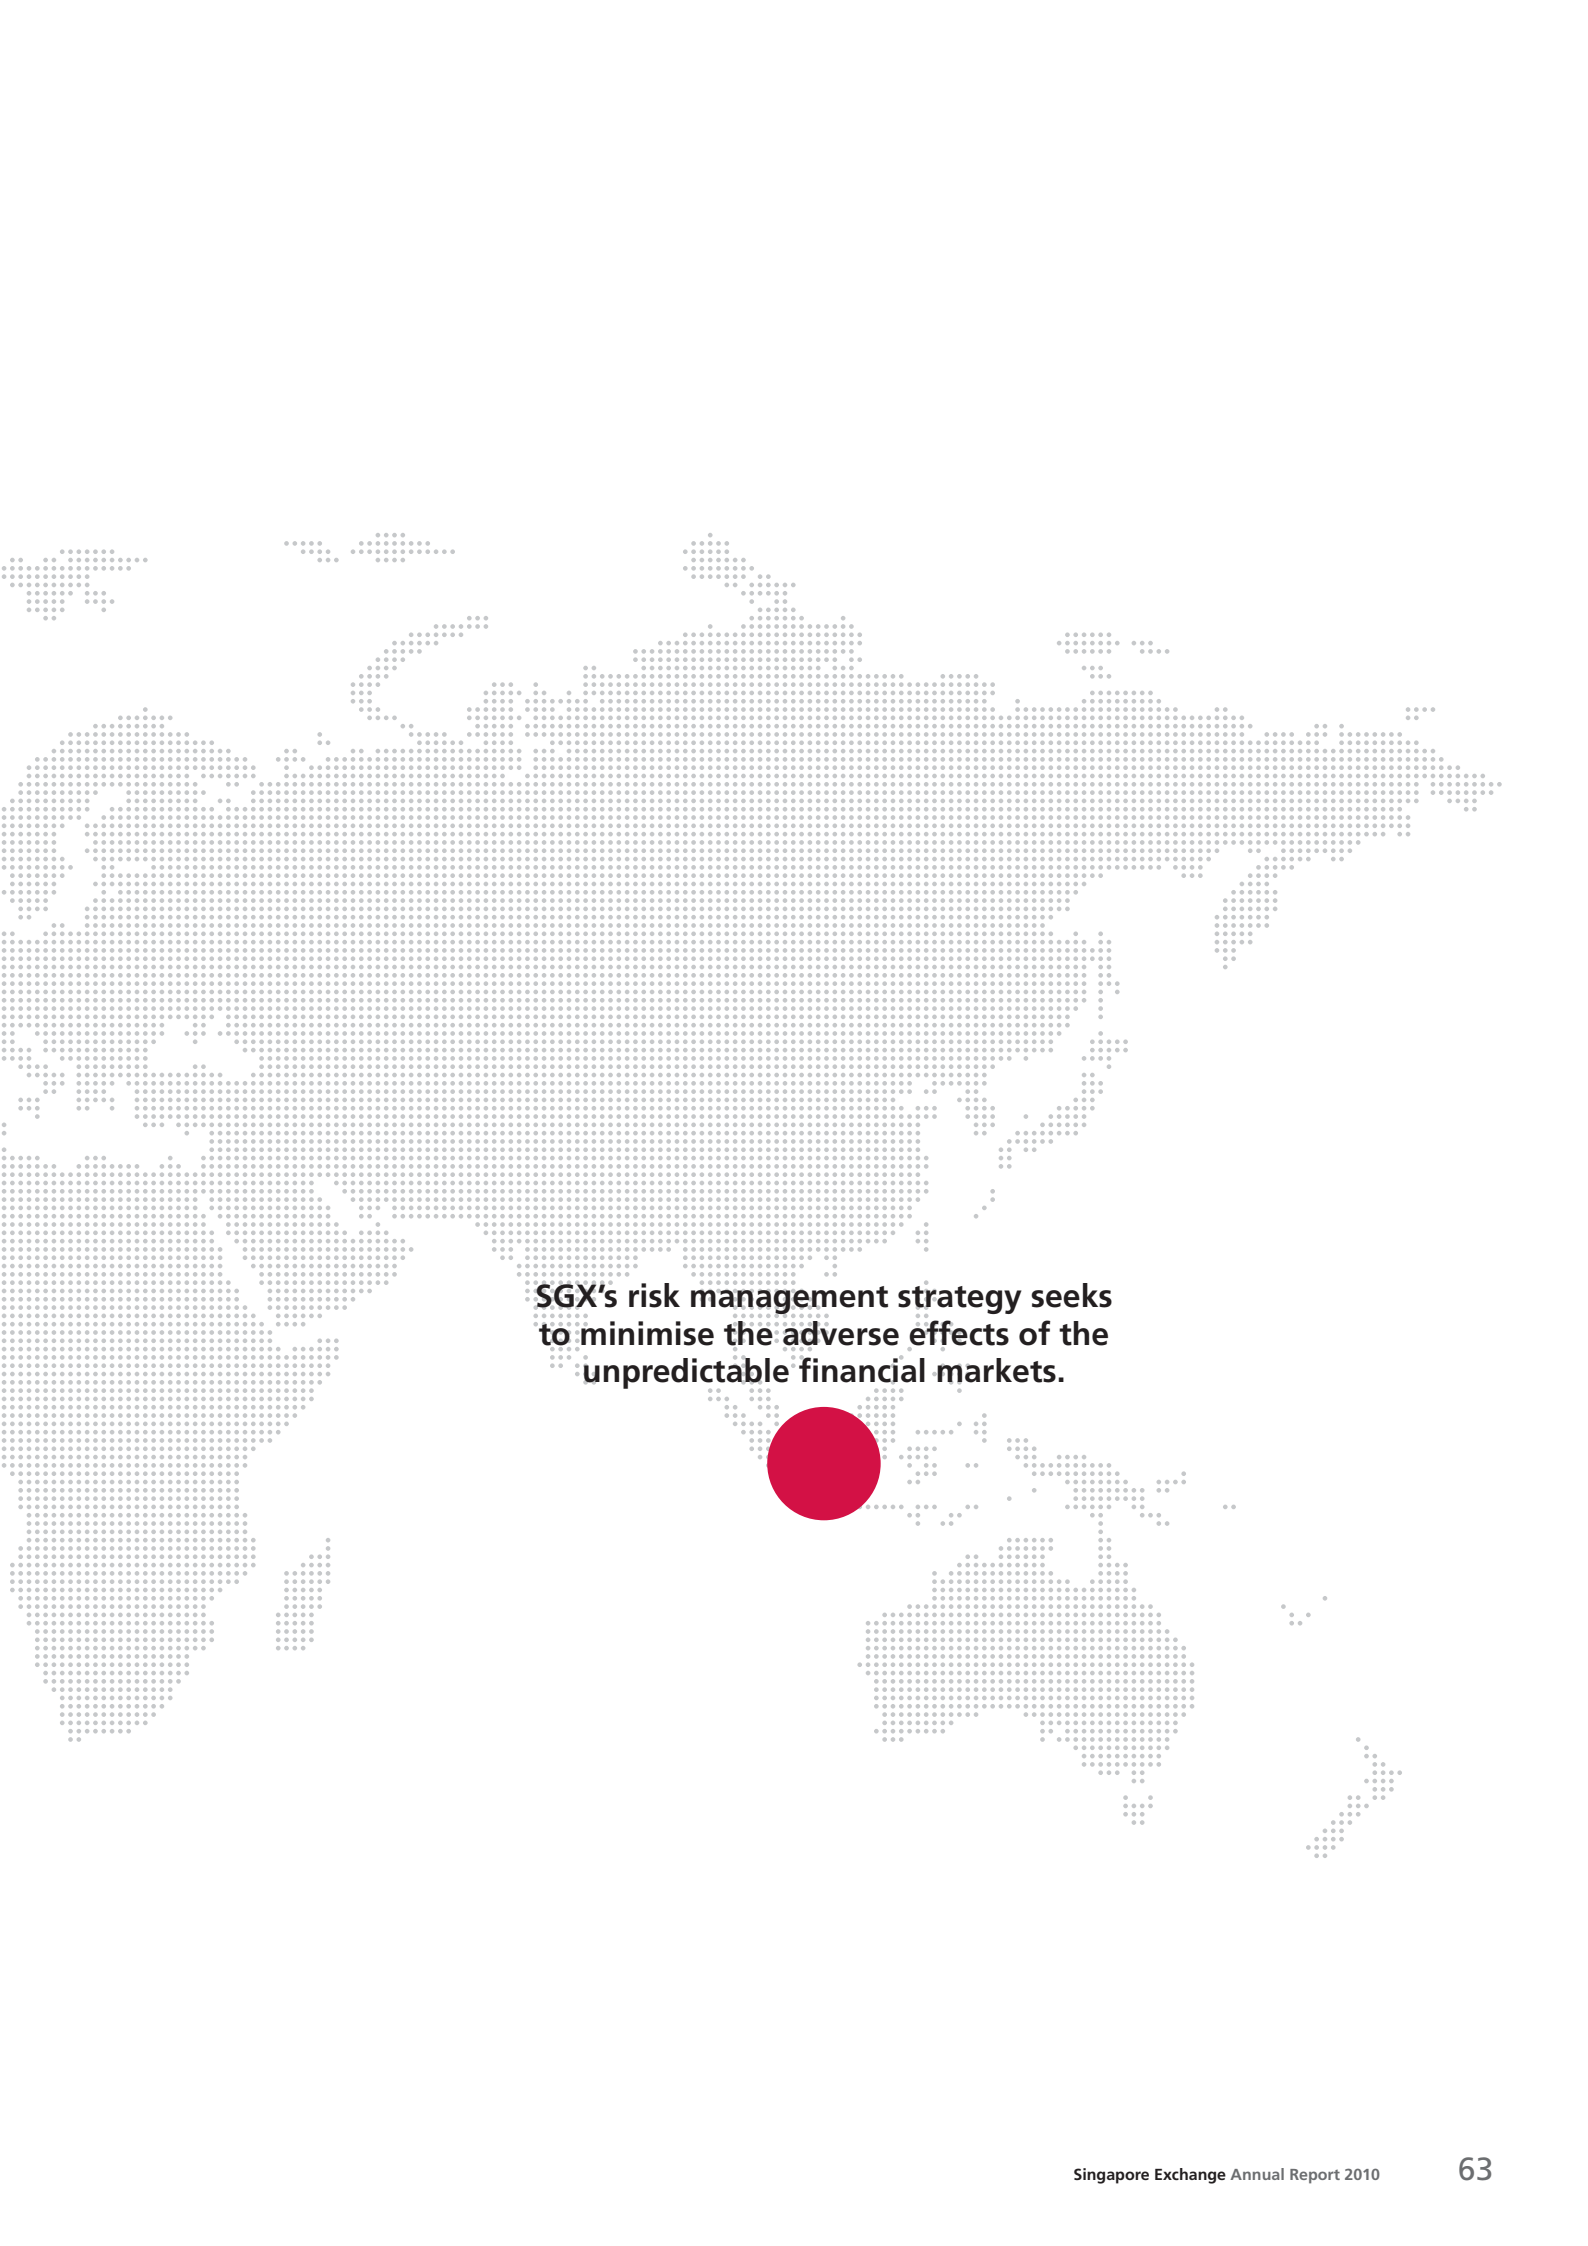 SGX’s risk management strategy seeks
to minimise the adverse effects of the
unpredictable financial markets.
Singapore Exchange Annual Report 2010 63